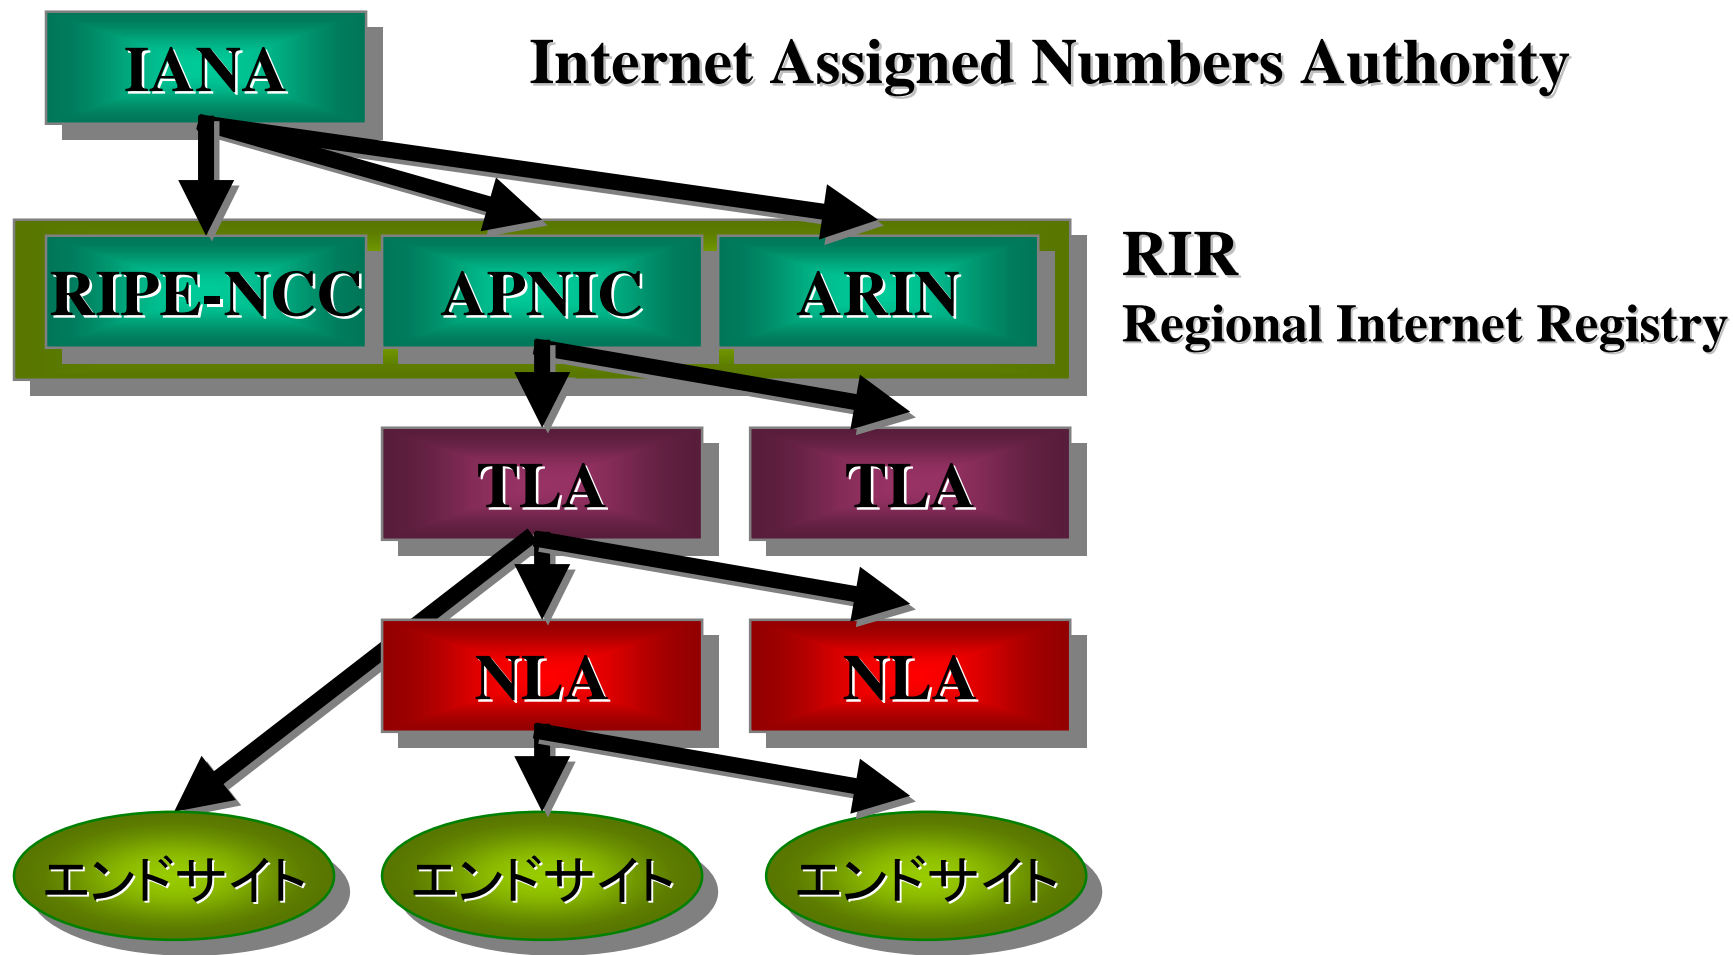 IANA
Internet Assigned Numbers Authority
RIPE-NCC
APNIC
ARIN
RIR
Regional Internet Registry
TLA
TLA
NLA
NLA
エンドサイト
エンドサイト
エンドサイト